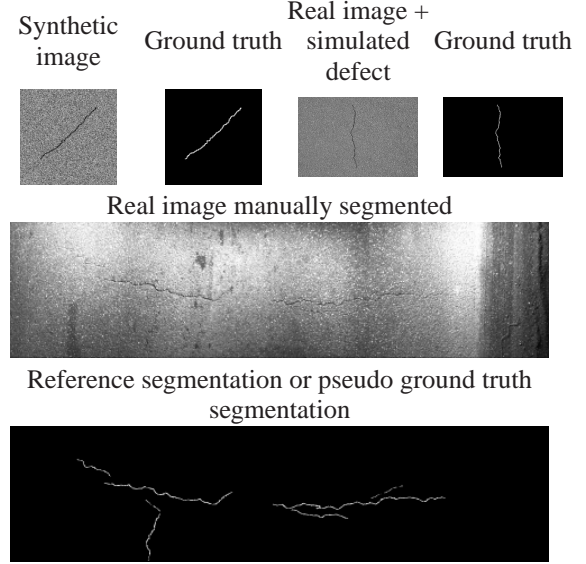 Synthetic
image
Ground truth
Real image +
simulated
defect
Ground truth
Real image manually segmented
Reference segmentation or pseudo ground truth
segmentation